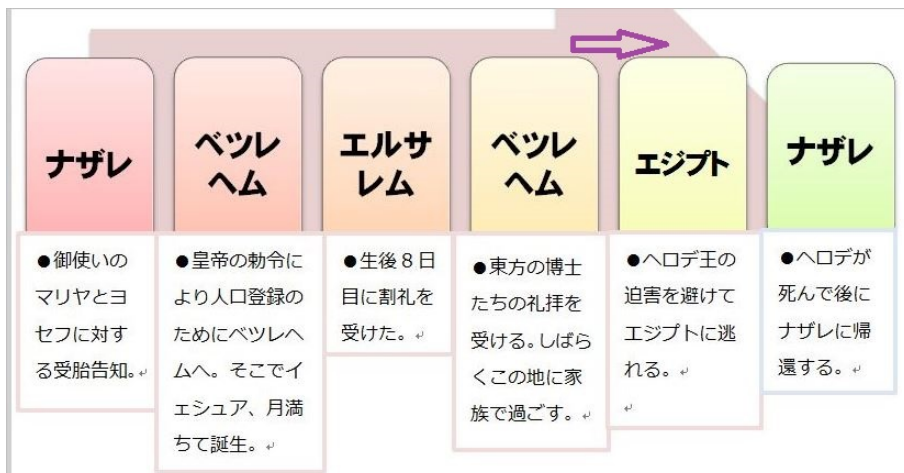 ナザレ
ベツレ
ヘム
エルサ
レム
ベツレ
ヘム
エジプト
ナザレ
●御使いの
マリヤとヨ
セフに対す
る受胎告知。
●皇帝の勅令に
より人口登録の
ためにベツレヘ
ムへ。そこでイ
ェシュア、月満
ちて誕生。
●生後８日
目に割礼を
受けた。
●東方の博士
たちの礼拝を
受ける。しばら
くこの地に家
族で過ごす。
●ヘロデ王の
迫害を避けて
エジプトに逃
れる。
●ヘロデが
死んで後に
ナザレに帰
還する。